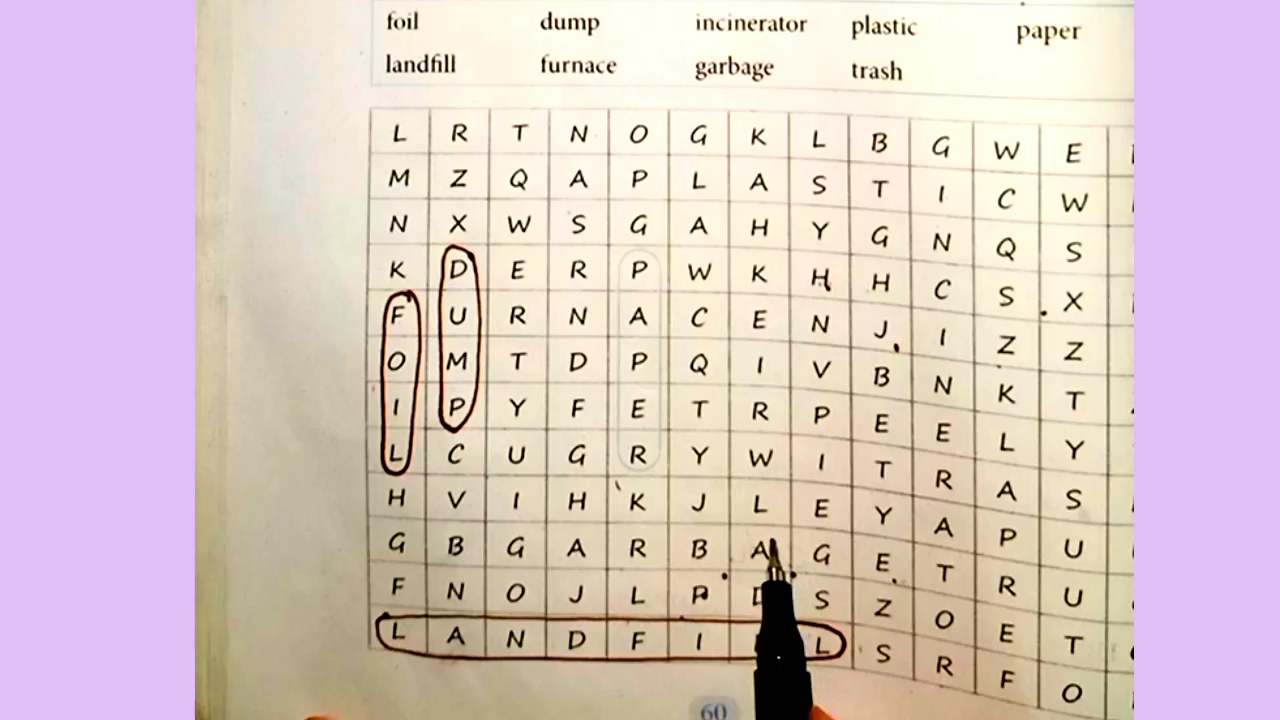 foil dump incinerator plastic paper
landfill furnace garbage trash
L R T N O G K L B G W E
M Z Q A P L A S T I C W
N X W S G A H Y G N Q S
K D E R P W K H H C S X
F U R N A C E N J I Z Z
O M T D P Q I V B N K T
I P Y F E T R P E E L Y
L C U G R Y W I T R A S
H V I H K J L E Y A P U
G B G A R B A G E T R U
F N O J L P S Z O E T
L A N D F I L S R F O
60